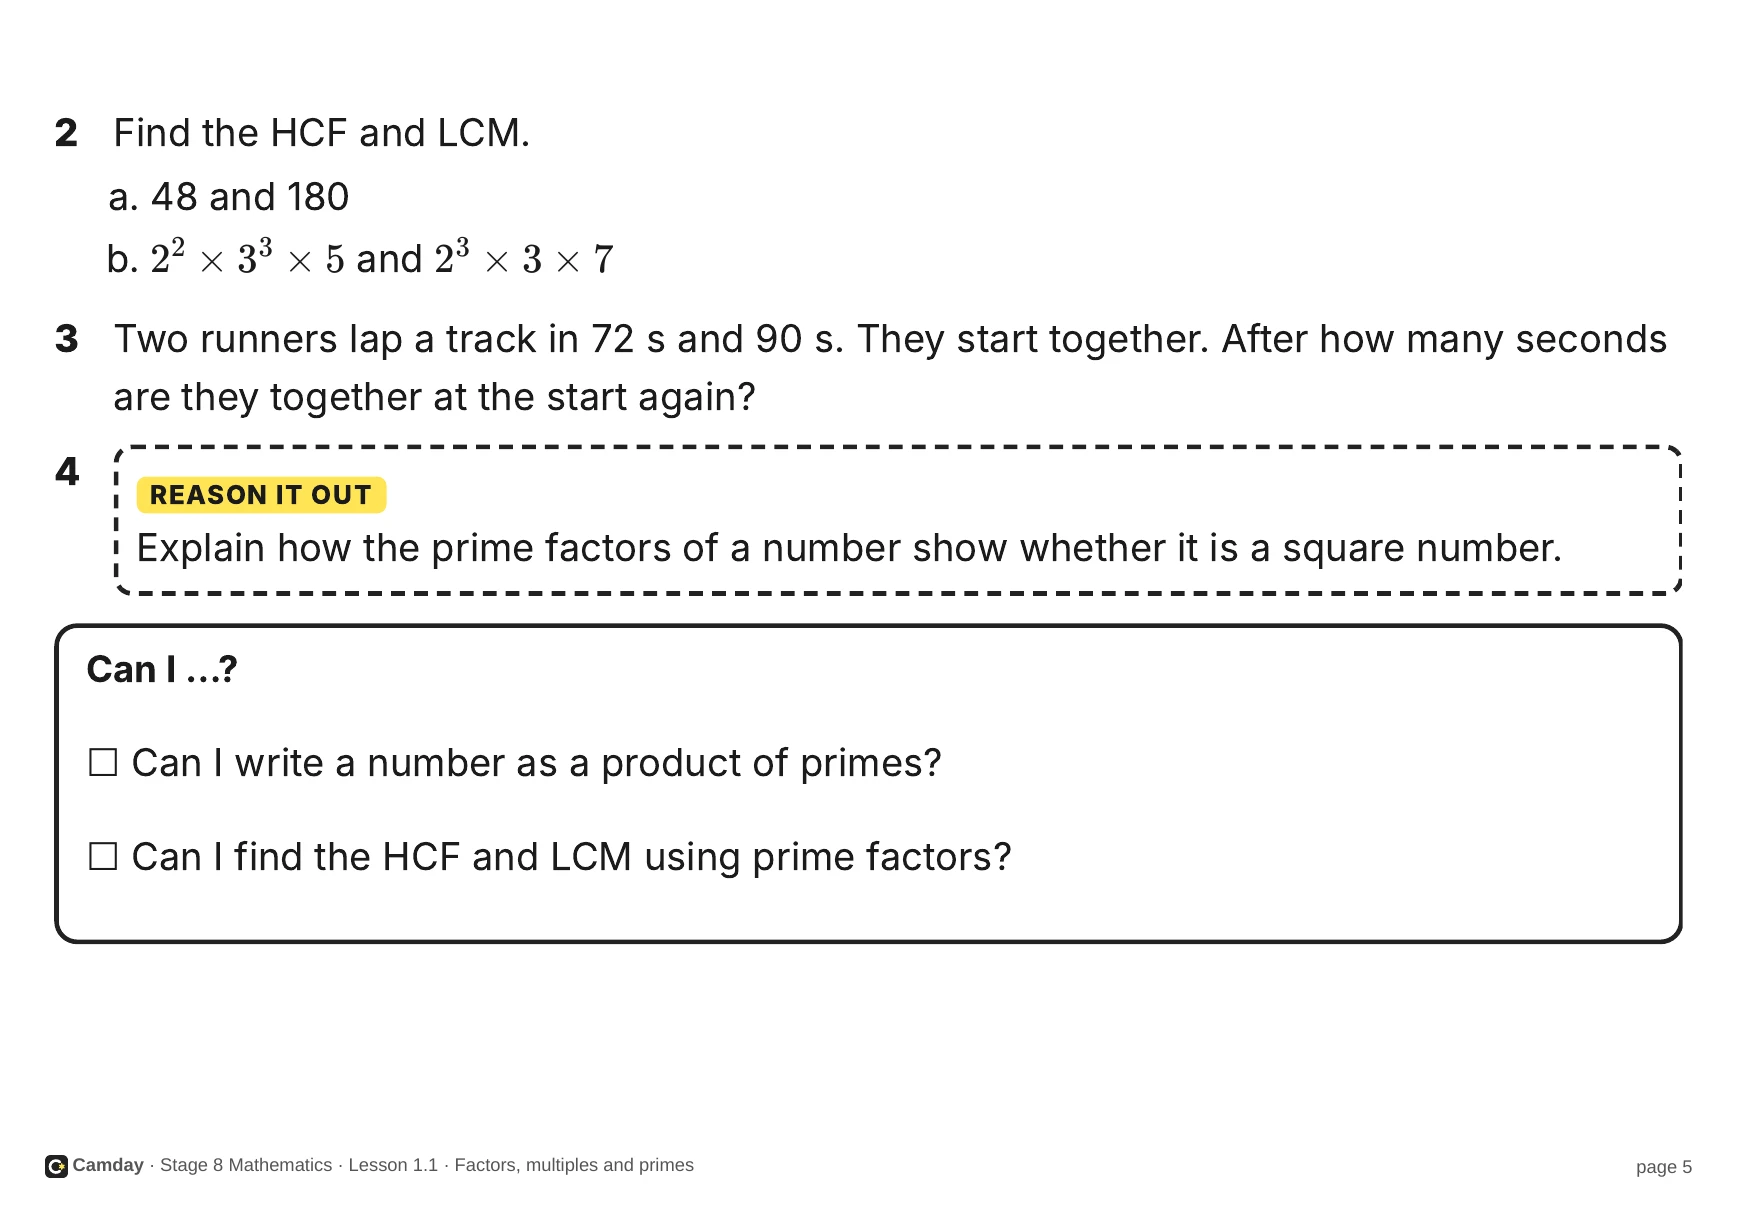 2 Find the HCF and LCM.
a. 48 and 180
b. 2² × 3³ × 5 and 2³ × 3 × 7
3 Two runners lap a track in 72 s and 90 s. They start together. After how many seconds
are they together at the start again?
4
REASON IT OUT
Explain how the prime factors of a number show whether it is a square number.
Can I ...?
☐ Can I write a number as a product of primes?
☐ Can I find the HCF and LCM using prime factors?
Camday · Stage 8 Mathematics · Lesson 1.1 · Factors, multiples and primes
page 5